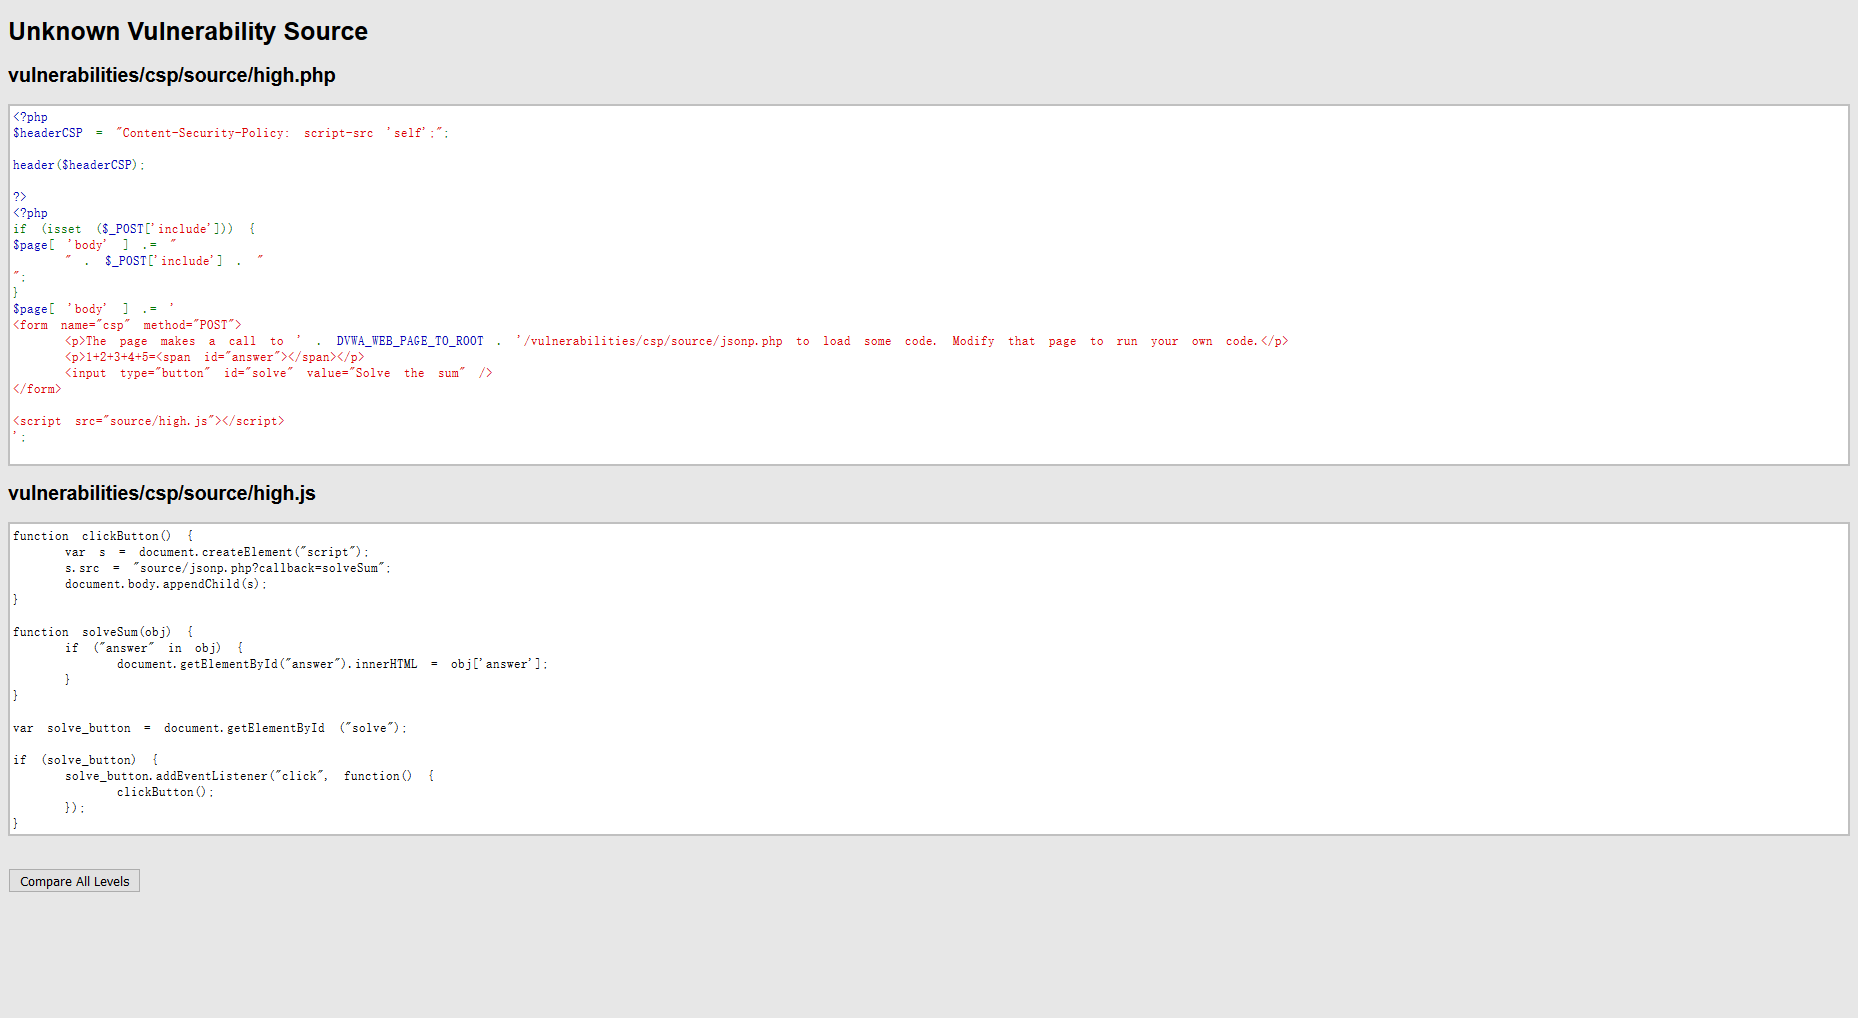 Unknown Vulnerability Source
vulnerabilities/csp/source/high.php
<?php
$headerCSP = "Content-Security-Policy: script-src 'self';";
header($headerCSP);
?>
<?php
if (isset ($_POST['include'])) {
$page[ 'body' ] .= "
" . $_POST['include'] . "
";
}
$page[ 'body' ] .= '
<form name="csp" method="POST">
<p>The page makes a call to ' . DVWA_WEB_PAGE_TO_ROOT . '/vulnerabilities/csp/source/jsonp.php to load some code. Modify that page to run your own code.</p>
<p>1+2+3+4+5=<span id="answer"></span></p>
<input type="button" id="solve" value="Solve the sum" />
</form>
<script src="source/high.js"></script>
';
vulnerabilities/csp/source/high.js
function clickButton() {
var s = document.createElement("script");
s.src = "source/jsonp.php?callback=solveSum";
document.body.appendChild(s);
}
function solveSum(obj) {
if ("answer" in obj) {
document.getElementById("answer").innerHTML = obj['answer'];
}
}
var solve_button = document.getElementById ("solve");
if (solve_button) {
solve_button.addEventListener("click", function() {
clickButton();
});
}
Compare All Levels